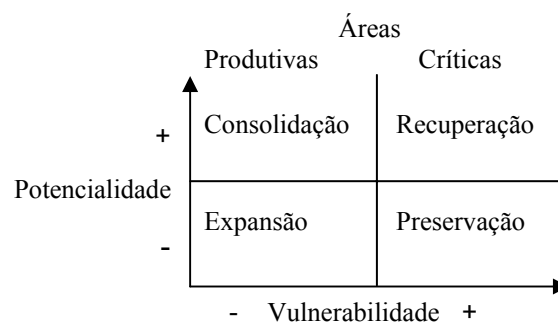 Áreas
Produtivas Críticas
+ Consolidação Recuperação
Potencialidade
- Expansão Preservação
- Vulnerabilidade +